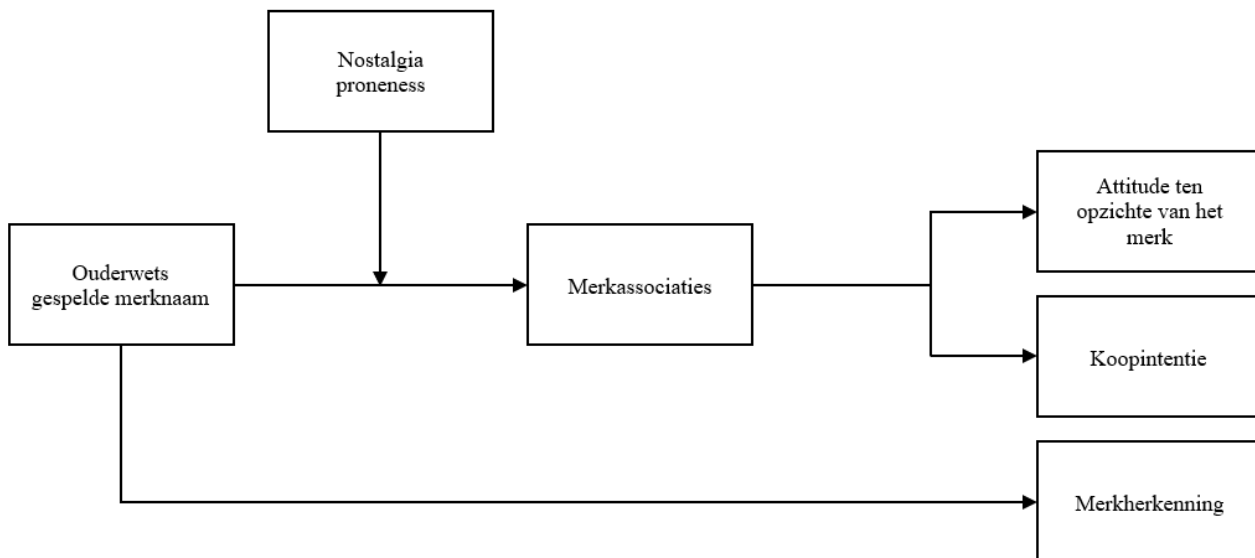 Nostalgia
proneness
Attitude ten
opzichte van het
merk
Ouderwets
gespelde merknaam
Merkassociaties
Koopintentie
Merkherkenning